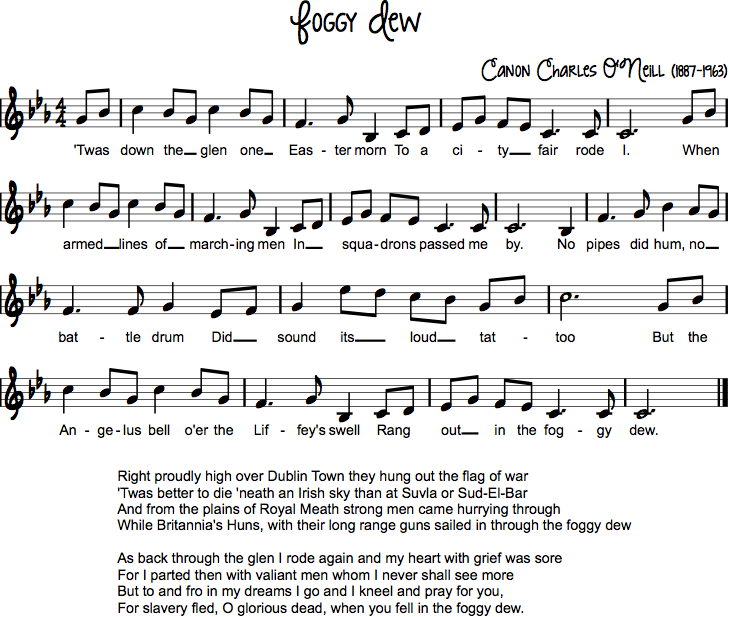 Foggy Dew
Canon Charles O'Neill (1887-1963)
4
4
'Twas down the glen one Eas - ter morn To a ci - ty fair rode I. When
armed lines of march - ing men In squa - drons passed me by. No pipes did hum, no
bat - tle drum Did sound its loud tat - too But the
An - ge - lus bell o'er the Lif - fey's swell Rang out in the fog - gy dew.
Right proudly high over Dublin Town they hung out the flag of war
'Twas better to die 'neath an Irish sky than at Suvla or Sud-El-Bar
And from the plains of Royal Meath strong men came hurrying through
While Britannia's Huns, with their long range guns sailed in through the foggy dew
As back through the glen I rode again and my heart with grief was sore
For I parted then with valiant men whom I never shall see more
But to and fro in my dreams I go and I kneel and pray for you,
For slavery fled, O glorious dead, when you fell in the foggy dew.